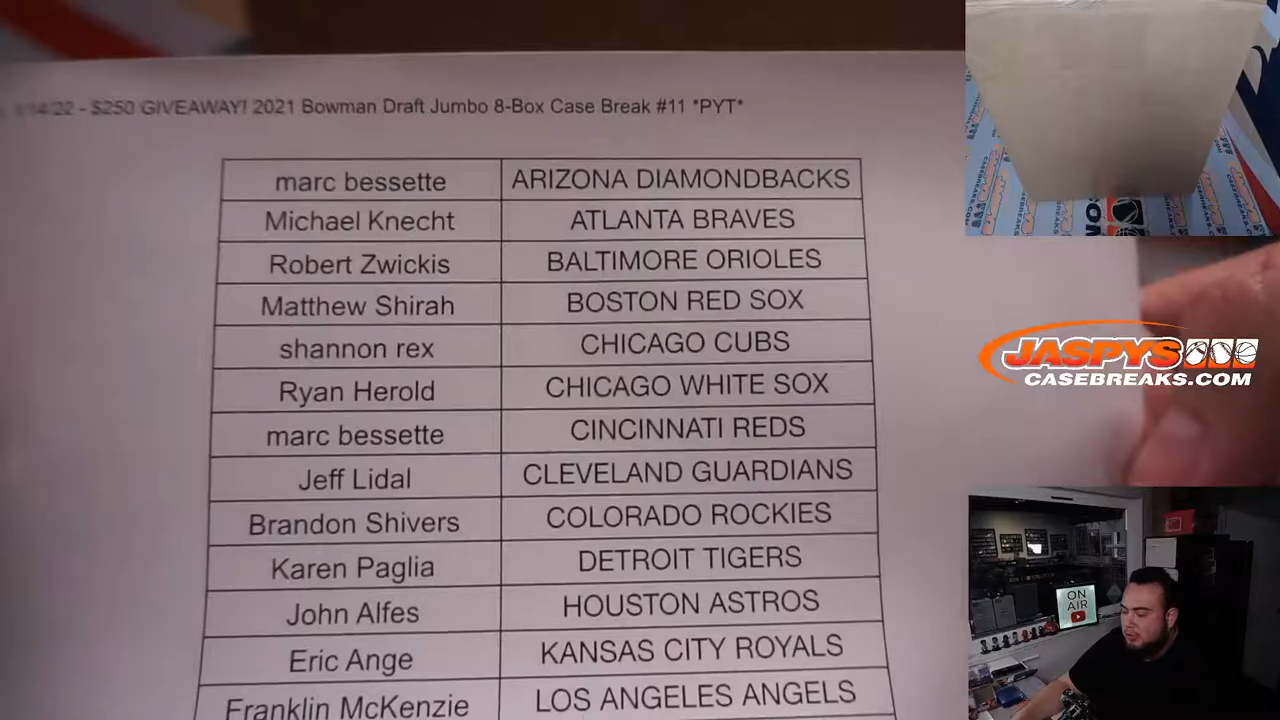 14/22 - $250 GIVEAWAY! 2021 Bowman Draft Jumbo 8-Box Case Break #11 *PYT*
marc bessette ARIZONA DIAMONDBACKS
Michael Knecht ATLANTA BRAVES
Robert Zwickis BALTIMORE ORIOLES
Matthew Shirah BOSTON RED SOX
shannon rex CHICAGO CUBS
Ryan Herold CHICAGO WHITE SOX
marc bessette CINCINNATI REDS
Jeff Lidal CLEVELAND GUARDIANS
Brandon Shivers COLORADO ROCKIES
Karen Paglia DETROIT TIGERS
John Alfes HOUSTON ASTROS
Eric Ange KANSAS CITY ROYALS
Franklin McKenzie LOS ANGELES ANGELS
JASPYS
CASEBREAKS.COM
ON
AIR